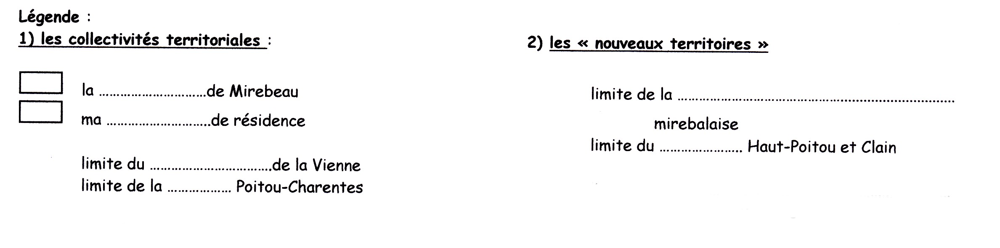 Légende :
1) les collectivités territoriales :
la ..............................de Mirebeau
ma .............................de résidence
limite du ..................................de la Vienne
limite de la .................. Poitou-Charentes
2) les « nouveaux territoires »
limite de la ..............................................................................
mirebalaise
limite du ....................... Haut-Poitou et Clain